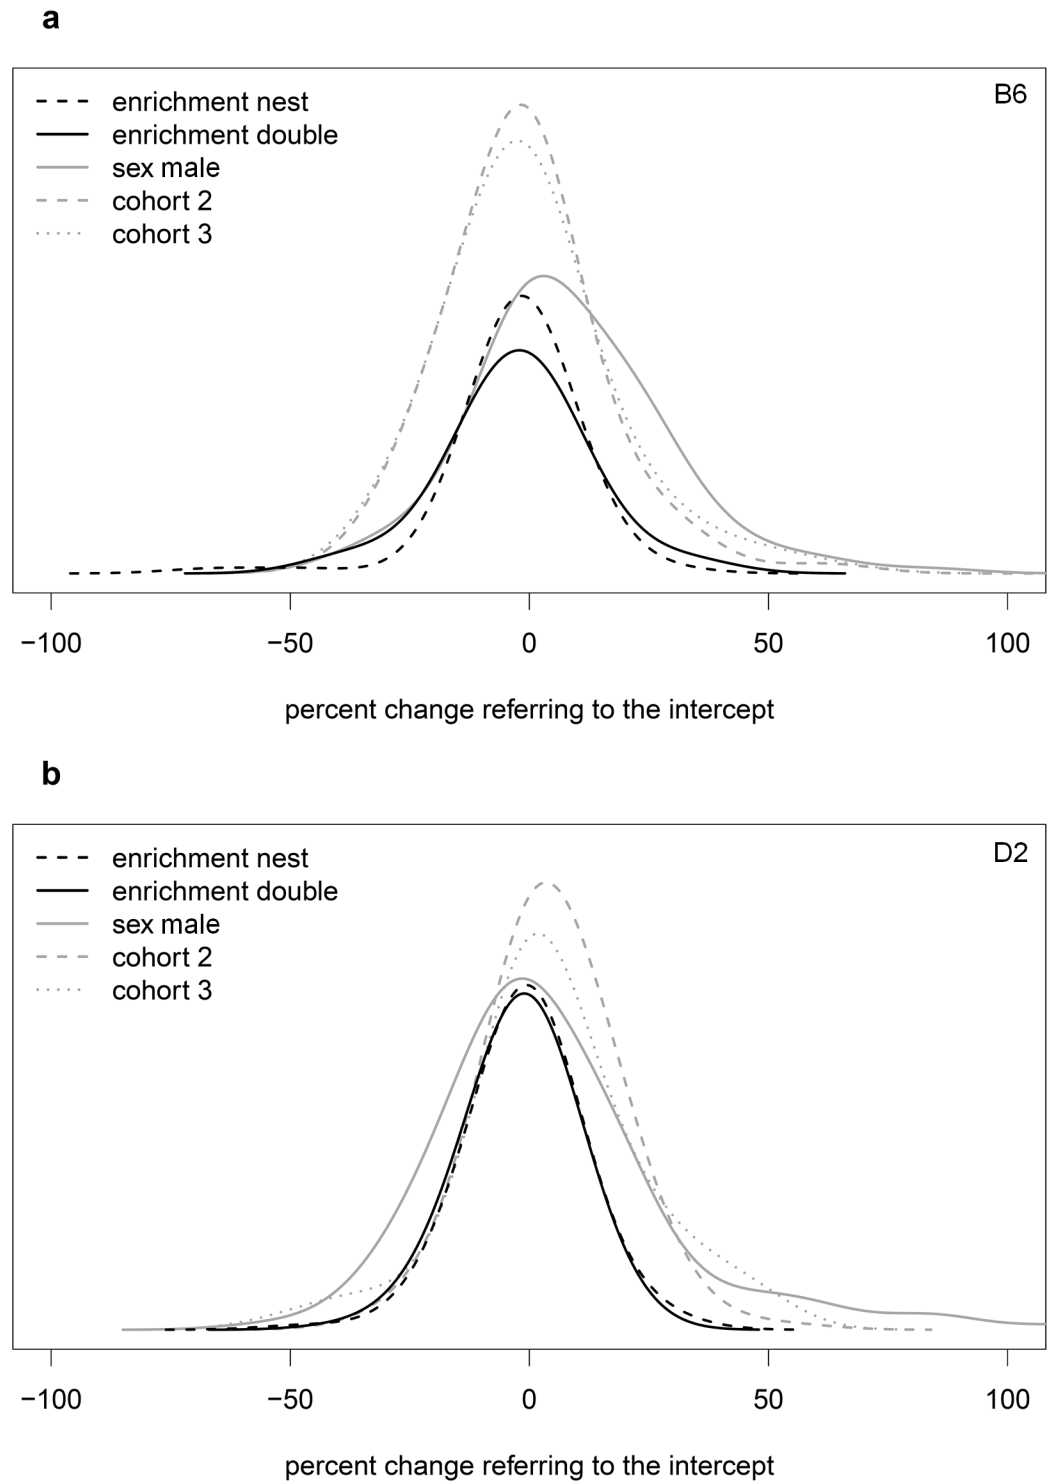 a
B6
enrichment nest
enrichment double
sex male
cohort 2
cohort 3
−100 −50 0 50 100
percent change referring to the intercept
b
D2
enrichment nest
enrichment double
sex male
cohort 2
cohort 3
−100 −50 0 50 100
percent change referring to the intercept